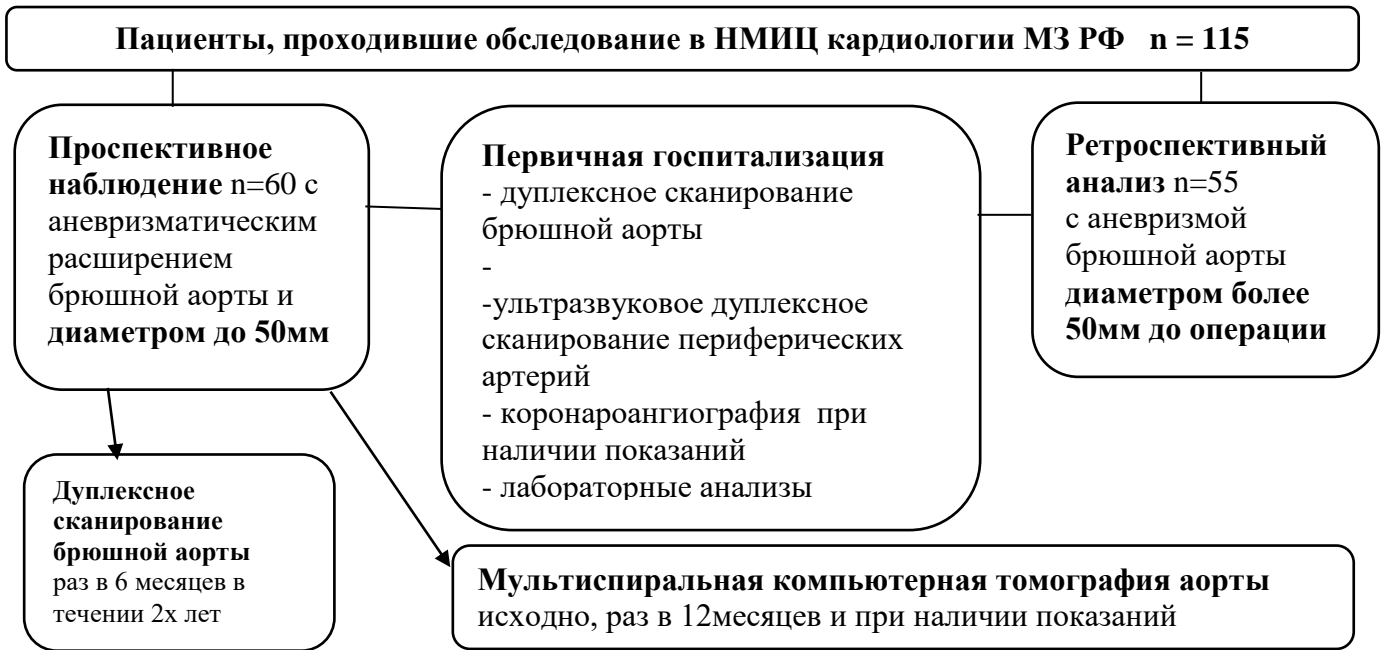 Пациенты, проходившие обследование в НМИЦ кардиологии МЗ РФ n = 115
Проспективное
наблюдение n=60 с
аневризматическим
расширением
брюшной аорты и
диаметром до 50мм
Первичная госпитализация
- дуплексное сканирование
брюшной аорты
-
-ультразвуковое дуплексное
сканирование периферических
артерий
- коронароангиография при
наличии показаний
- лабораторные анализы
Ретроспективный
анализ n=55
с аневризмой
брюшной аорты
диаметром более
50мм до операции
Дуплексное
сканирование
брюшной аорты
раз в 6 месяцев в
течении 2х лет
Мультиспиральная компьютерная томография аорты
исходно, раз в 12месяцев и при наличии показаний